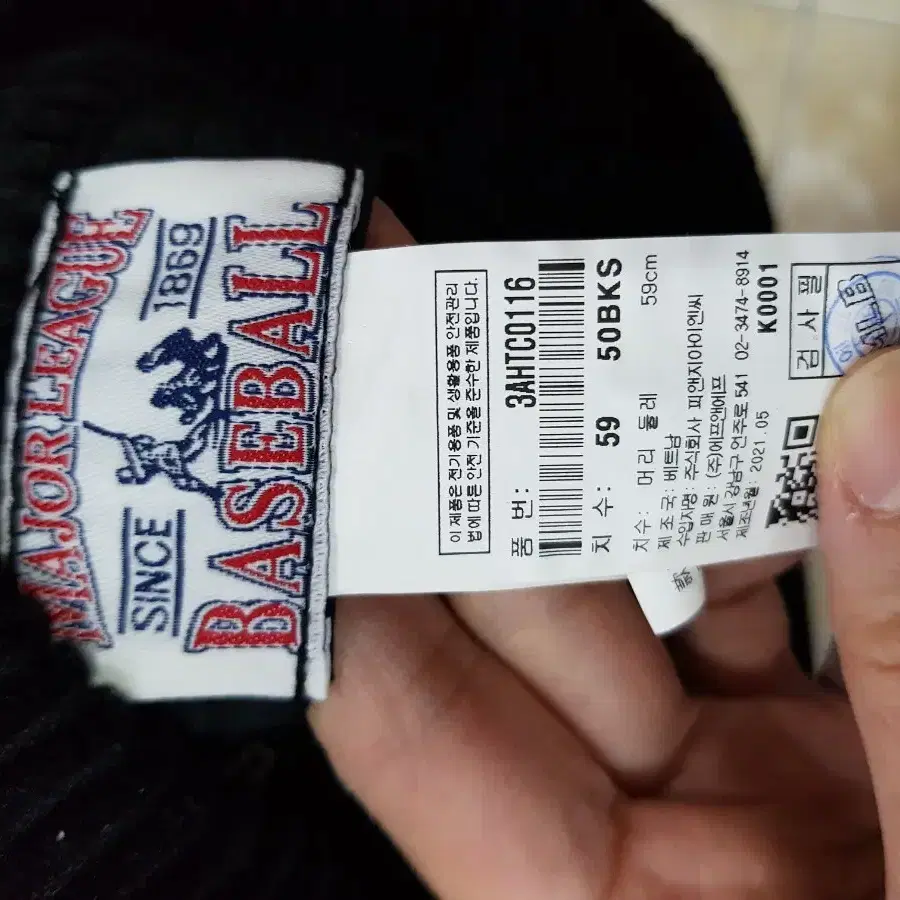 MAJOR LEAGUE
SINCE 1869
BASEBALL
이 제품은 전기용품 및 생활용품 안전관리
법에 따른 안전 기준을 준수한 제품입니다.
품 번: 3AHTC0116
치 수: 59 50BKS
치수: 머리 둘레 59cm
제 조 국: 베트남
수입자명: 주식회사 피앤지아이엔씨
판 매 원: (주)에프앤에프
서울시 강남구 언주로 541 02-3474-8914
제조년월: 2021.05 K0001
검 사 필